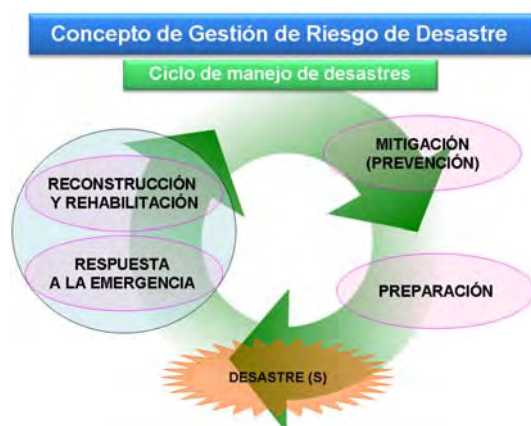 Concepto de Gestión de Riesgo de Desastre
Ciclo de manejo de desastres
MITIGACIÓN
(PREVENCIÓN)
RECONSTRUCCIÓN
Y REHABILITACIÓN
RESPUESTA
A LA EMERGENCIA
PREPARACIÓN
DESASTRE (S)